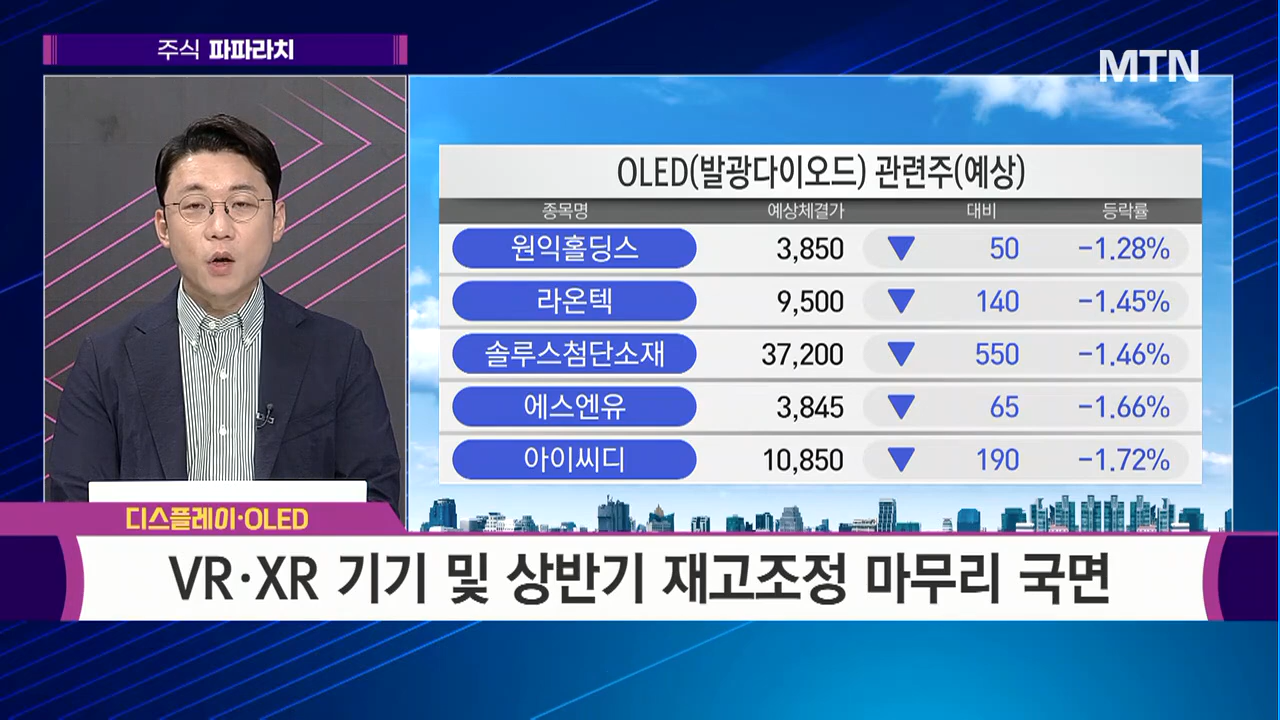 주식 파파라치
MTN
OLED(발광다이오드) 관련주(예상)
종목명 예상체결가 대비 등락률
원익홀딩스 3,850 ▼ 50 -1.28%
라온텍 9,500 ▼ 140 -1.45%
솔루스첨단소재 37,200 ▼ 550 -1.46%
에스엔유 3,845 ▼ 65 -1.66%
아이씨디 10,850 ▼ 190 -1.72%
디스플레이·OLED
VR·XR 기기 및 상반기 재고조정 마무리 국면